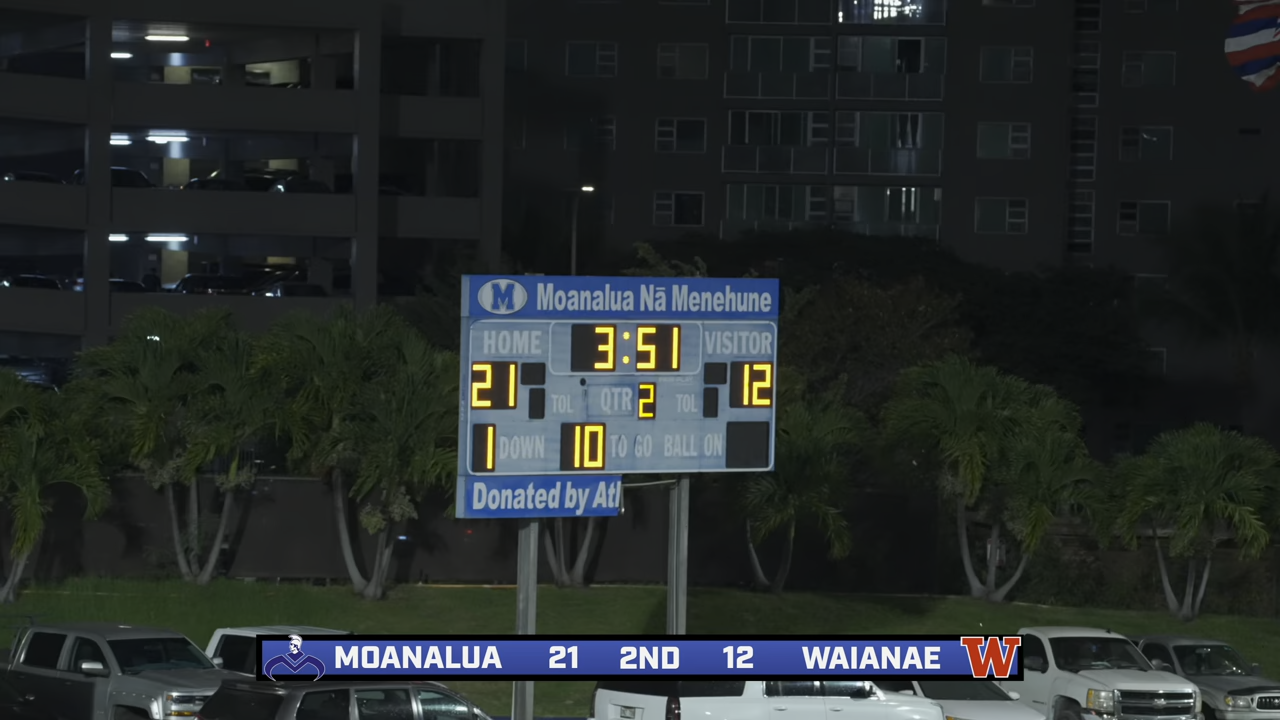 M Moanalua Nā Menehune
HOME 3:51 VISITOR
21 12
TOL QTR 2 TOL
1 DOWN 10 TO GO BALL ON
Donated by Atl
MOANALUA 21 2ND 12 WAIANAE W